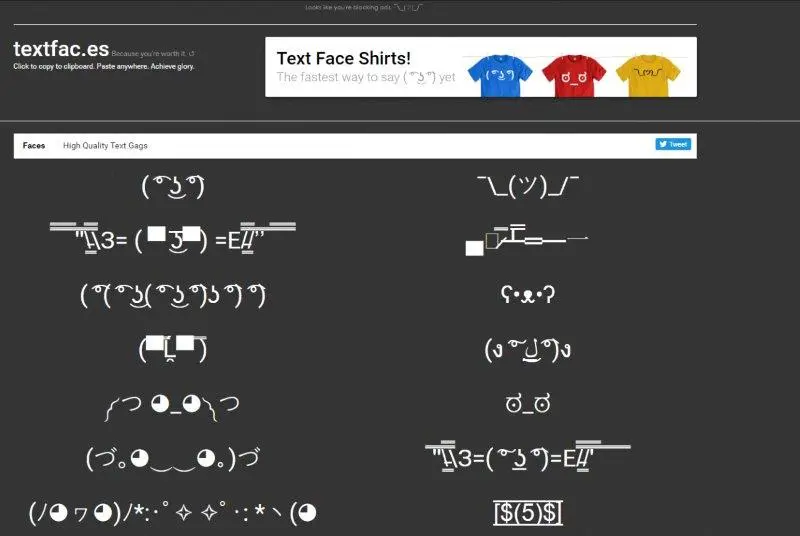 Looks like you're blocking ads. ¯\_(ツ)_/¯
textfac.es Because you're worth it. ↺
Click to copy to clipboard. Paste anywhere. Achieve glory.
Text Face Shirts!
The fastest way to say ( ͡° ͜ʖ ͡°) yet
( ͡° ͜ʖ ͡°)
ಠ_ಠ
¯\_(ツ)_/¯
Faces High Quality Text Gags
Tweet
( ͡° ͜ʖ ͡°) ¯\_(ツ)_/¯
̿̿ ̿̿ ̿̿ ̿'̿'\̵͇̿̿\з= ( ▀ ͜͞ʖ▀) =ε/̵͇̿̿/’̿’̿ ̿ ̿̿ ̿̿ ̿̿ ▄︻̷̿┻̿═━一
( ͡°( ͡° ͜ʖ( ͡° ͜ʖ ͡°)ʖ ͡°) ͡°) ʕ•ᴥ•ʔ
(▀̿Ĺ̯▀̿ ̿) (ง ͠° ͟ل͜ ͡°)ง
༼ つ ◕_◕ ༽つ ಠ_ಠ
(づ｡◕‿‿◕｡)づ ̿'̿'\̵͇̿̿\З=( ͠° ͟ʖ ͡°)=Ε/̵͇̿̿/'̿̿ ̿ ̿ ̿ ̿ ̿
(ﾉ◕ヮ◕)ﾉ*:･ﾟ✧ ✧ﾟ･: *ヽ(◕ [̲̅$̲̅(̲̅5̲̅)̲̅$̲̅]